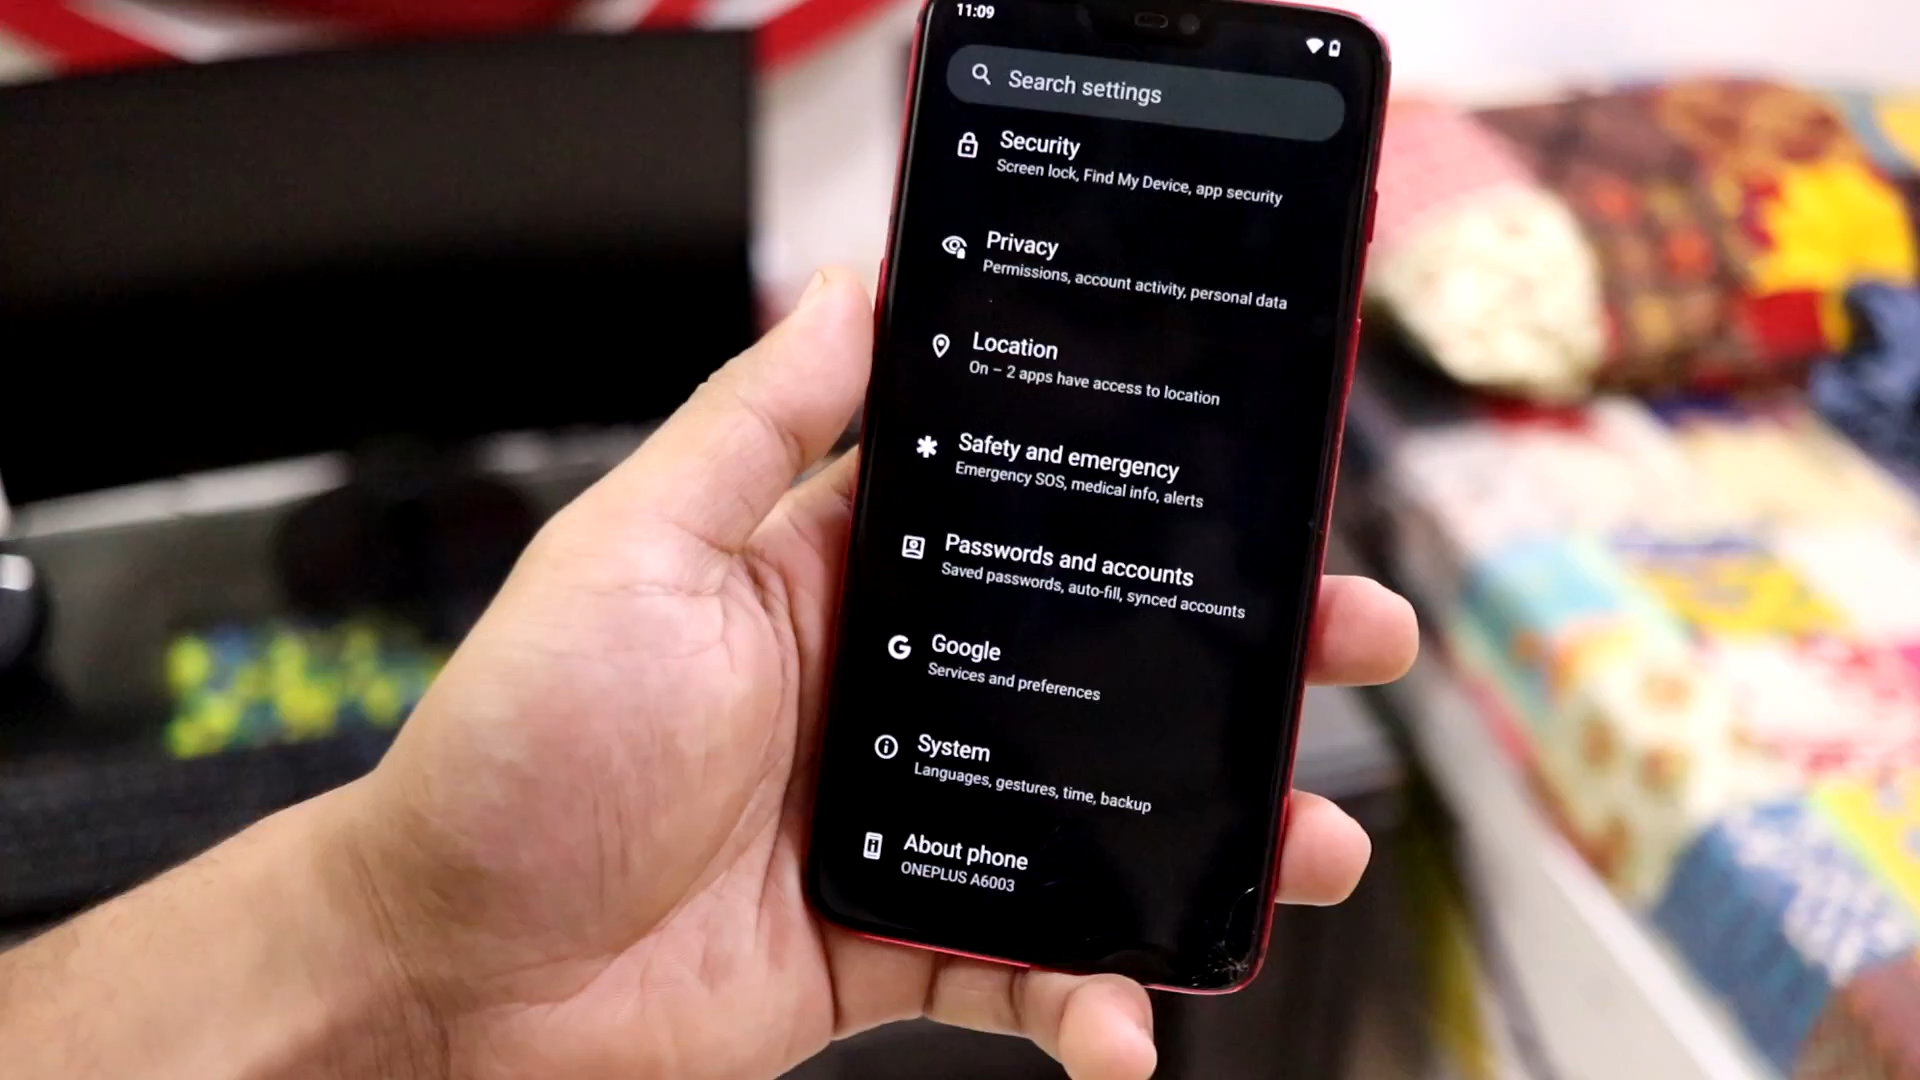 11:09
Search settings
Security
Screen lock, Find My Device, app security
Privacy
Permissions, account activity, personal data
Location
On – 2 apps have access to location
Safety and emergency
Emergency SOS, medical info, alerts
Passwords and accounts
Saved passwords, auto-fill, synced accounts
Google
Services and preferences
System
Languages, gestures, time, backup
About phone
ONEPLUS A6003